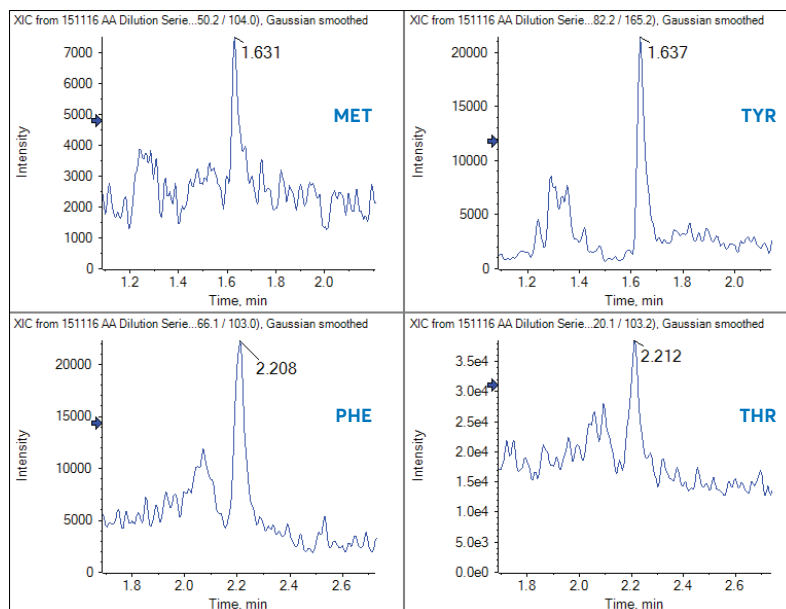 XIC from 151116 AA Dilution Serie...50.2 / 104.0), Gaussian smoothed
7000
6000
5000
4000
3000
2000
1000
0
Intensity
1.631
MET
1.2
1.4
1.6
1.8
2.0
Time, min
XIC from 151116 AA Dilution Serie...82.2 / 165.2), Gaussian smoothed
20000
15000
10000
5000
0
Intensity
1.637
TYR
1.2
1.4
1.6
1.8
2.0
Time, min
XIC from 151116 AA Dilution Serie...66.1 / 103.0), Gaussian smoothed
20000
15000
10000
5000
0
Intensity
2.208
PHE
1.8
2.0
2.2
2.4
2.6
Time, min
XIC from 151116 AA Dilution Serie...20.1 / 103.2), Gaussian smoothed
3.5e4
3.0e4
2.5e4
2.0e4
1.5e4
1.0e4
5.0e3
0.0e0
Intensity
2.212
THR
1.8
2.0
2.2
2.4
2.6
Time, min